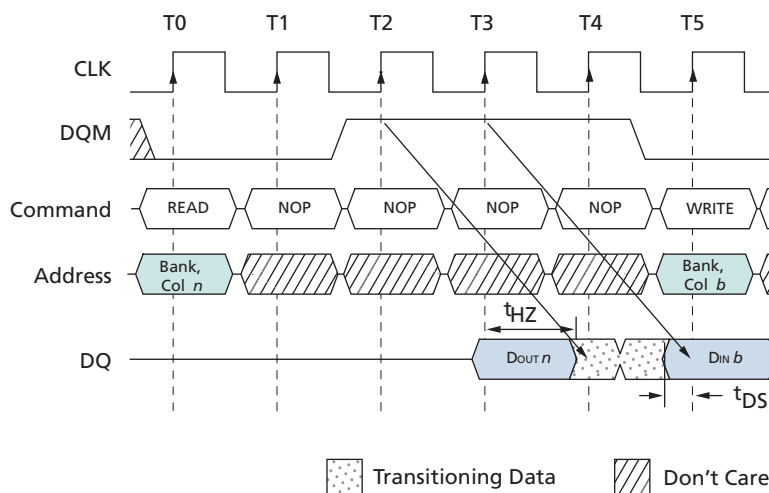 T0 T1 T2 T3 T4 T5
CLK
DQM
Command READ NOP NOP NOP NOP WRITE
Address Bank, Col n Bank, Col b
tHZ
DQ DOUT n DIN b
tDS
Transitioning Data Don't Care